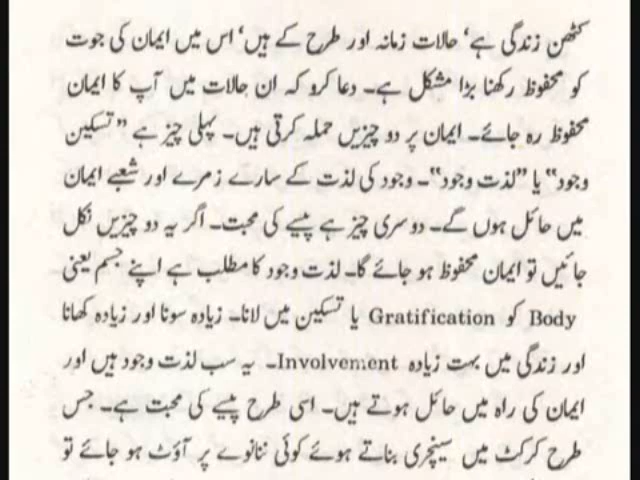 کٹھن زندگی ہے‘ حالات زمانہ اور طرح کے ہیں‘ اس میں ایمان کی جوت
کو محفوظ رکھنا بڑا مشکل ہے۔ دعا کرو کہ ان حالات میں آپ کا ایمان
محفوظ رہ جائے۔ ایمان پر دو چیزیں حملہ کرتی ہیں۔ پہلی چیز ہے ”تسکین
وجود“ یا ”لذت وجود“۔ وجود کی لذت کے سارے زمرے اور شعبے ایمان
میں حائل ہوں گے۔ دوسری چیز ہے پیسے کی محبت۔ اگر یہ دو چیزیں نکل
جائیں تو ایمان محفوظ ہو جائے گا۔ لذت وجود کا مطلب ہے اپنے جسم یعنی
Body کو Gratification یا تسکین میں لانا۔ زیادہ سونا اور زیادہ کھانا
اور زندگی میں بہت زیادہ Involvement۔ یہ سب لذت وجود ہیں اور
ایمان کی راہ میں حائل ہوتے ہیں۔ اسی طرح پیسے کی محبت ہے۔ جس
طرح کرکٹ میں سینچری بناتے ہوئے کوئی ننانوے پر آؤٹ ہو جائے تو